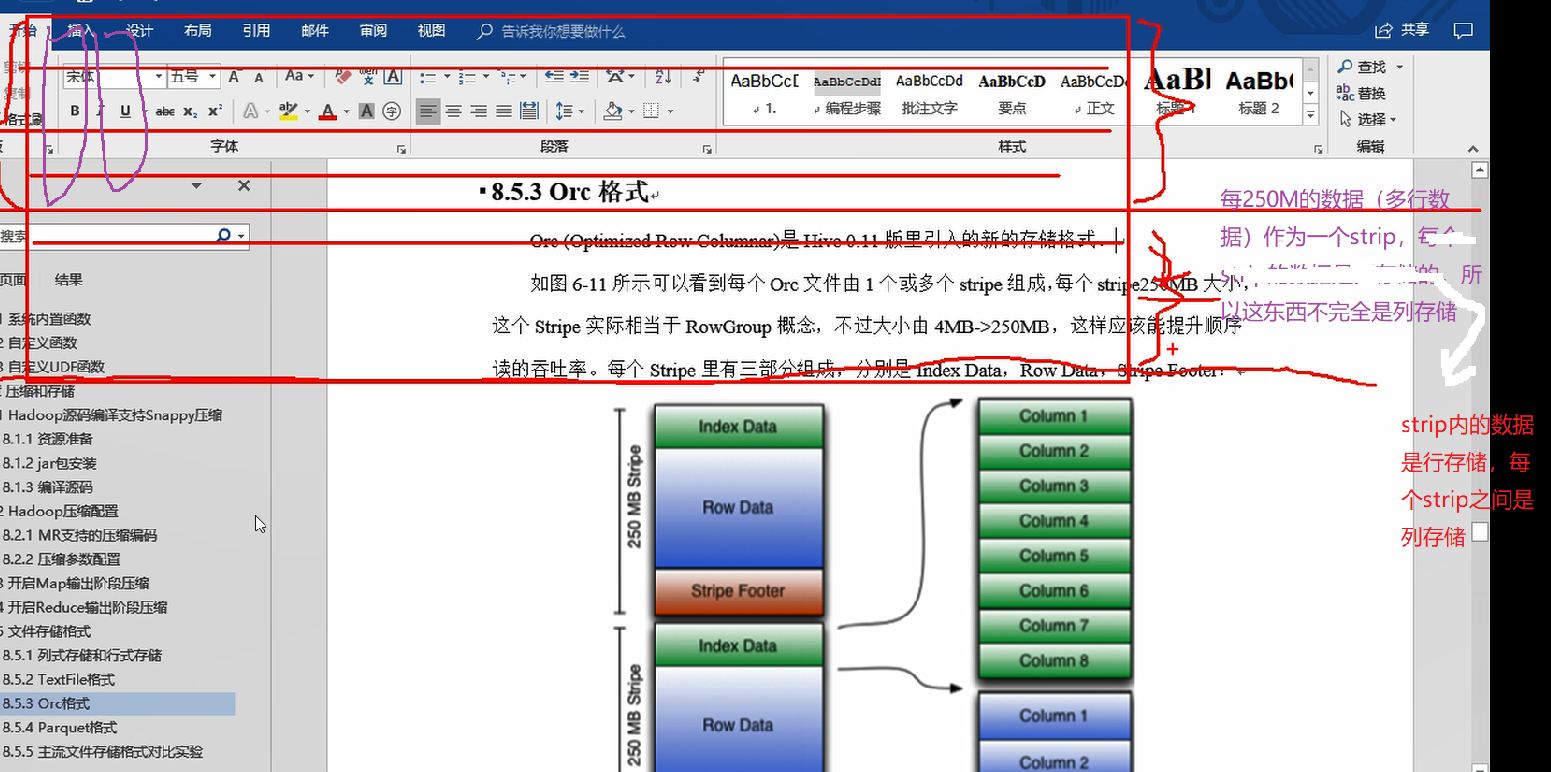 开始 插入 设计 布局 引用 邮件 审阅 视图 告诉我你想要做什么 共享
宋体 五号 Aa 查找
AaBbCcD AaBbCcDdI AaBbCcDd AaBbCcD AaBbCcDd AaBl AaBb(
格式刷 B I U abc 替换
1. 编程步骤 批注文字 要点 正文 标题 1 标题 2
选择
字体 段落 样式 编辑
8.5.3 Orc 格式
Orc (Optimized Row Columnar)是 Hive 0.11 版里引入的新的存储格式。
如图 6-11 所示可以看到每个 Orc 文件由 1 个或多个 stripe 组成，每个 stripe250MB 大小，
这个 Stripe 实际相当于 RowGroup 概念，不过大小由 4MB->250MB，这样应该能提升顺序
读的吞吐率。每个 Stripe 里有三部分组成，分别是 Index Data，Row Data，Stripe Footer：
每250M的数据（多行数
据）作为一个strip，每个
所
以这东西不完全是列存储
strip内的数据
是行存储，每
个strip之间是
列存储
搜索
页面 结果
系统内置函数
自定义函数
自定义UDF函数
压缩和存储
Hadoop源码编译支持Snappy压缩
8.1.1 资源准备
8.1.2 jar包安装
8.1.3 编译源码
Hadoop压缩配置
8.2.1 MR支持的压缩编码
8.2.2 压缩参数配置
开启Map输出阶段压缩
开启Reduce输出阶段压缩
文件存储格式
8.5.1 列式存储和行式存储
8.5.2 TextFile格式
8.5.3 Orc格式
8.5.4 Parquet格式
8.5.5 主流文件存储格式对比实验
250 MB Stripe
Index Data
Row Data
Stripe Footer
250 MB Stripe
Index Data
Row Data
Column 1
Column 2
Column 3
Column 4
Column 5
Column 6
Column 7
Column 8
Column 1
Column 2